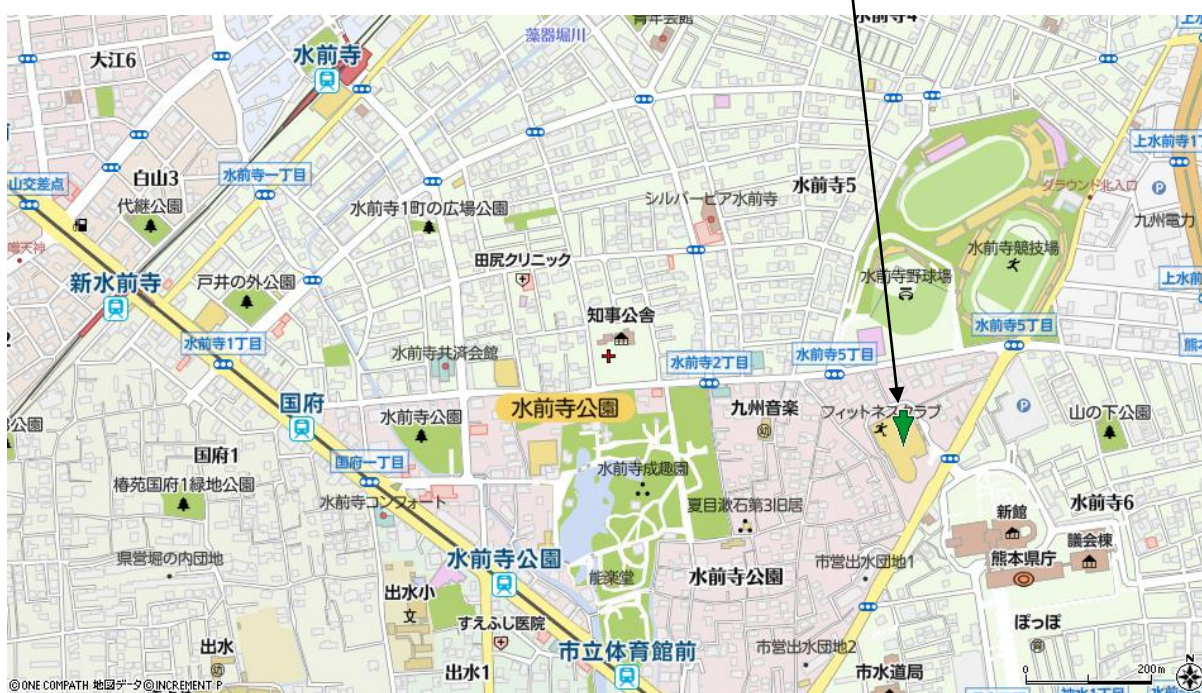 水前寺4
青年会館
藻器堀川
大江6
水前寺
上水前寺1丁
水前寺一丁目
山交差点
白山3
代継公園
水前寺5
グラウンド北入口
シルバーピア水前寺
水前寺1町の広場公園
九州電力
水前寺競技場
田尻クリニック
水前寺野球場
新水前寺
戸井の外公園
上水前
知事公舎
水前寺5丁目
水前寺1丁目
水前寺共済会館
水前寺2丁目
水前寺5丁目
国府
水前寺公園
水前寺公園
九州音楽
フィットネスクラブ
山の下公園
国府1
国府一丁目
椿苑国府1緑地公園
水前寺成趣園
水前寺コンフォート
夏目漱石第3旧居
水前寺6
新館
議会棟
熊本県庁
県営堀の内団地
水前寺公園
水前寺公園
市営出水団地1
能楽堂
出水小
すえふじ医院
ぽっぽ
出水
市立体育館前
市営出水団地2
出水1
市水道局
0 200m
N
©ONE COMPATH 地図データ©INCREMENT P